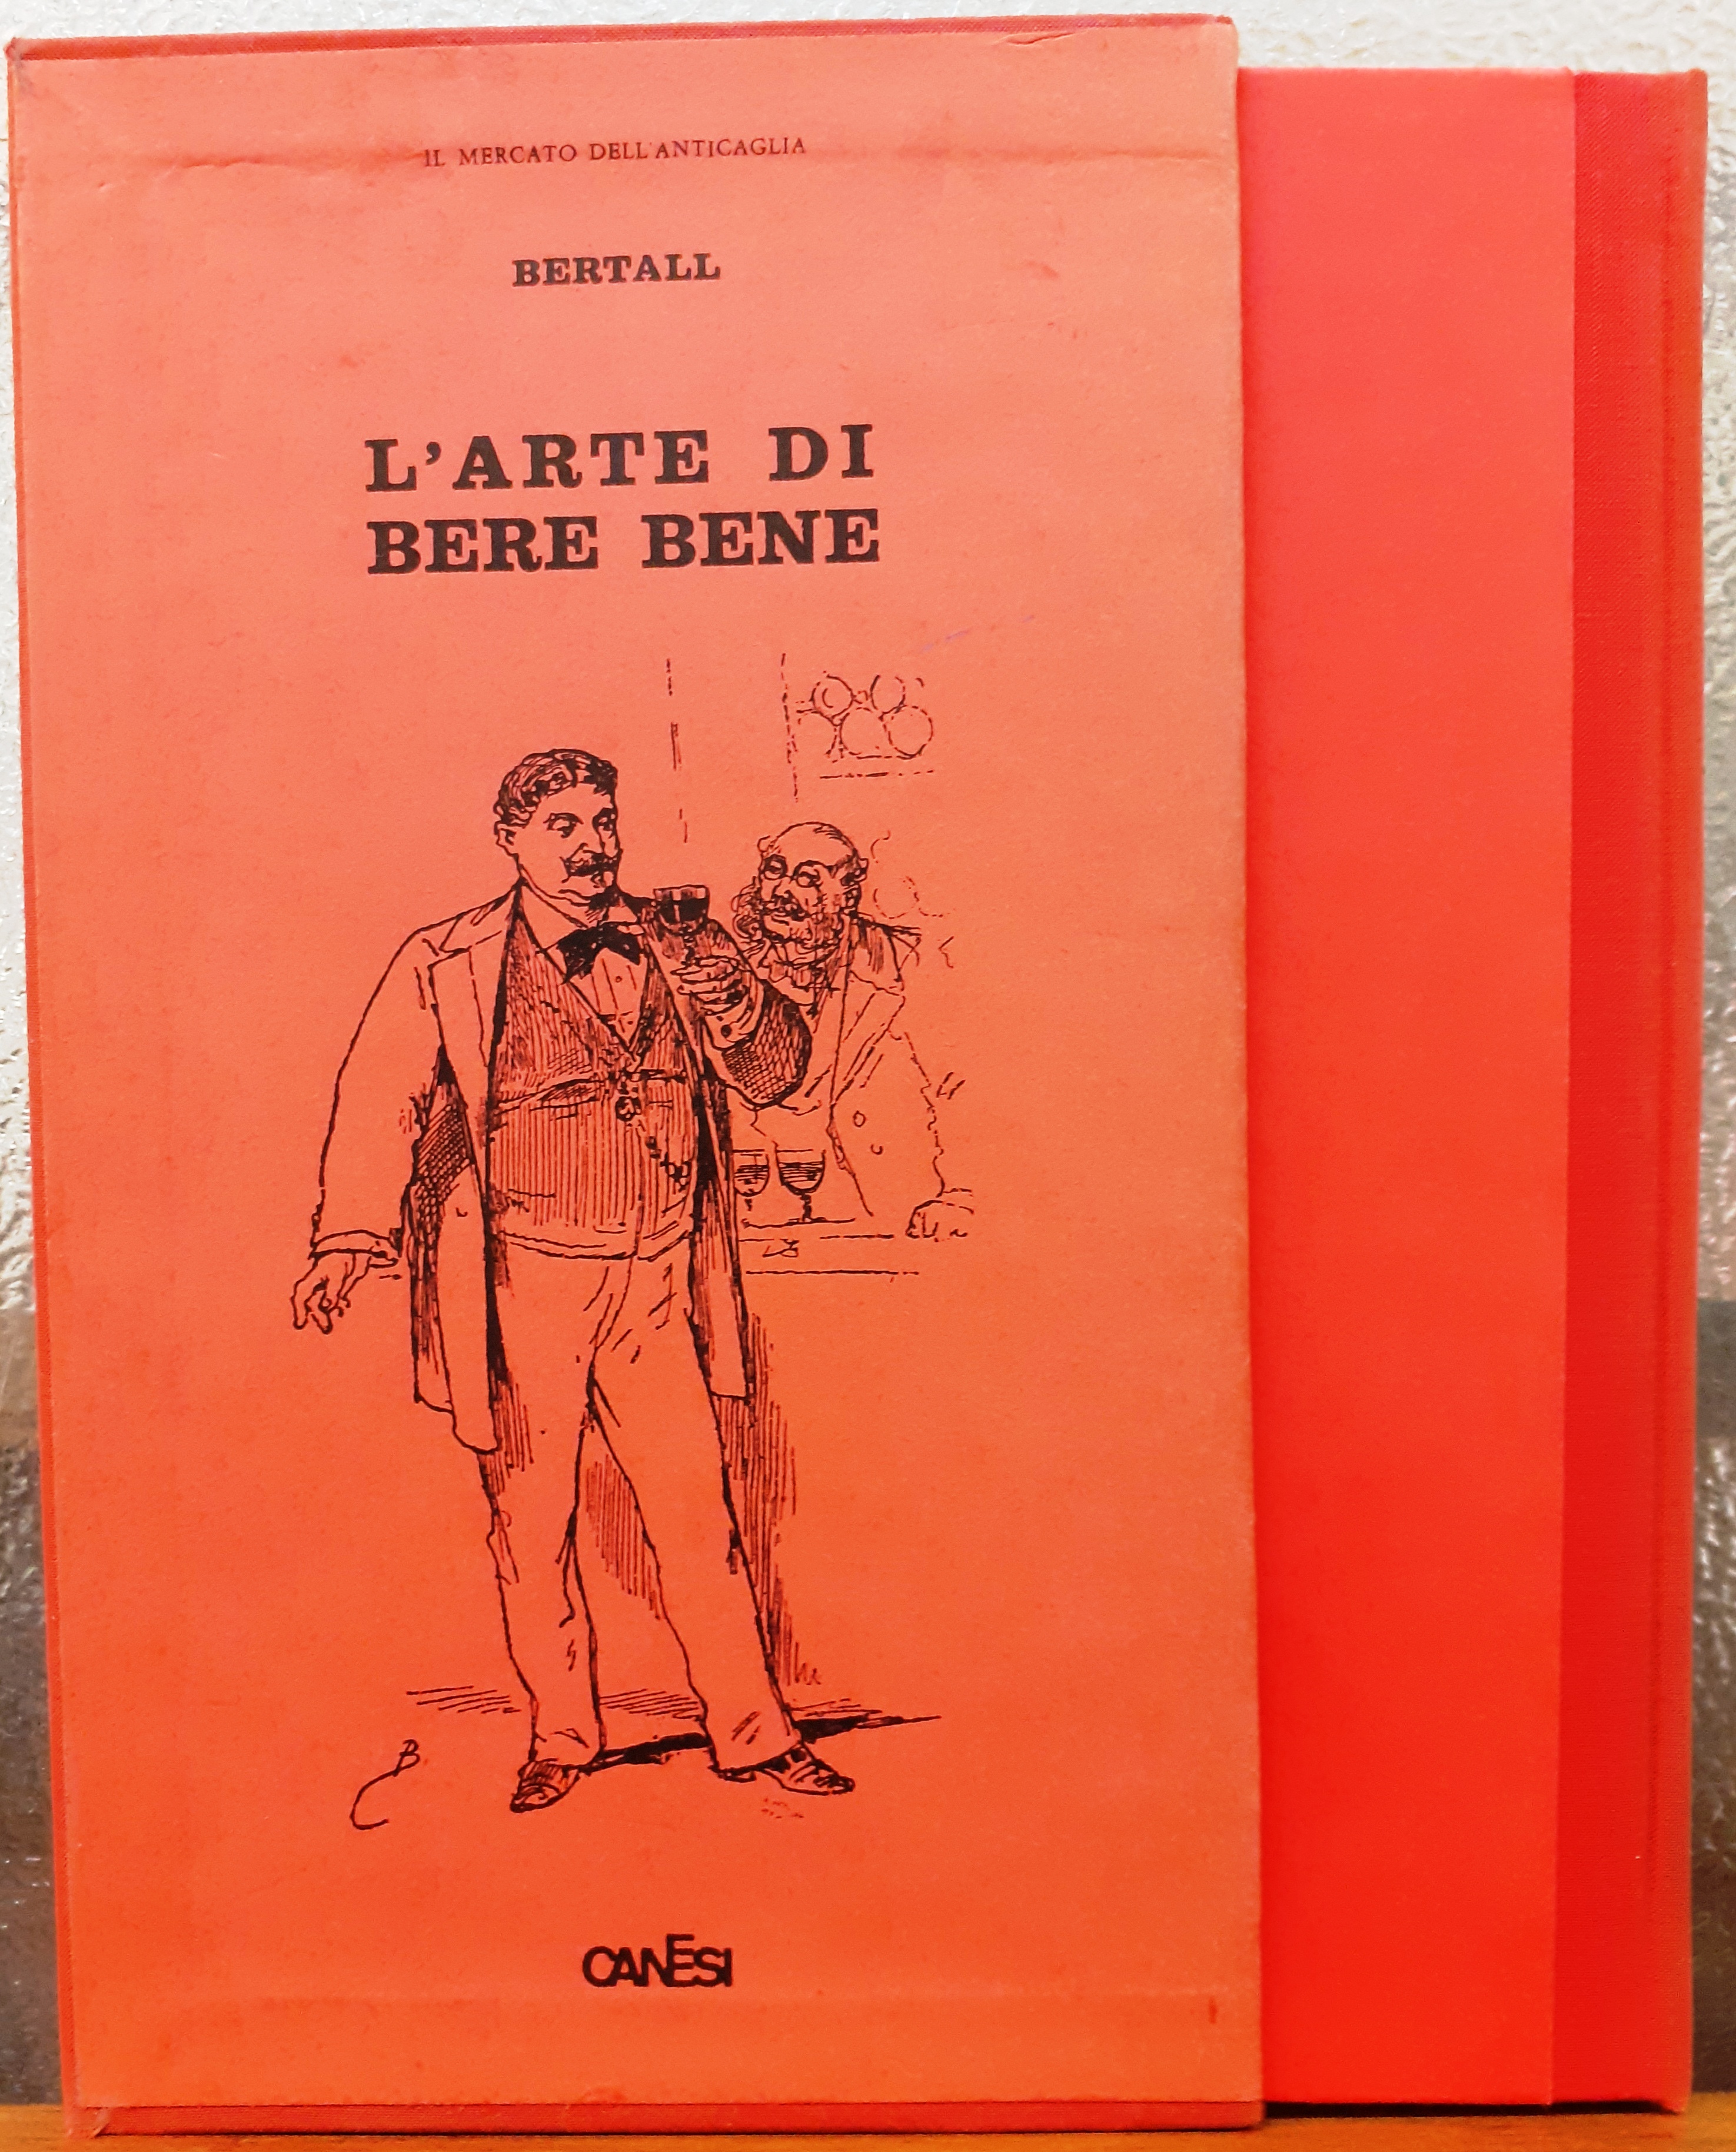 IL MERCATO DELL'ANTICAGLIA
BERTALL
L'ARTE DI
BERE BENE
B
CANESI